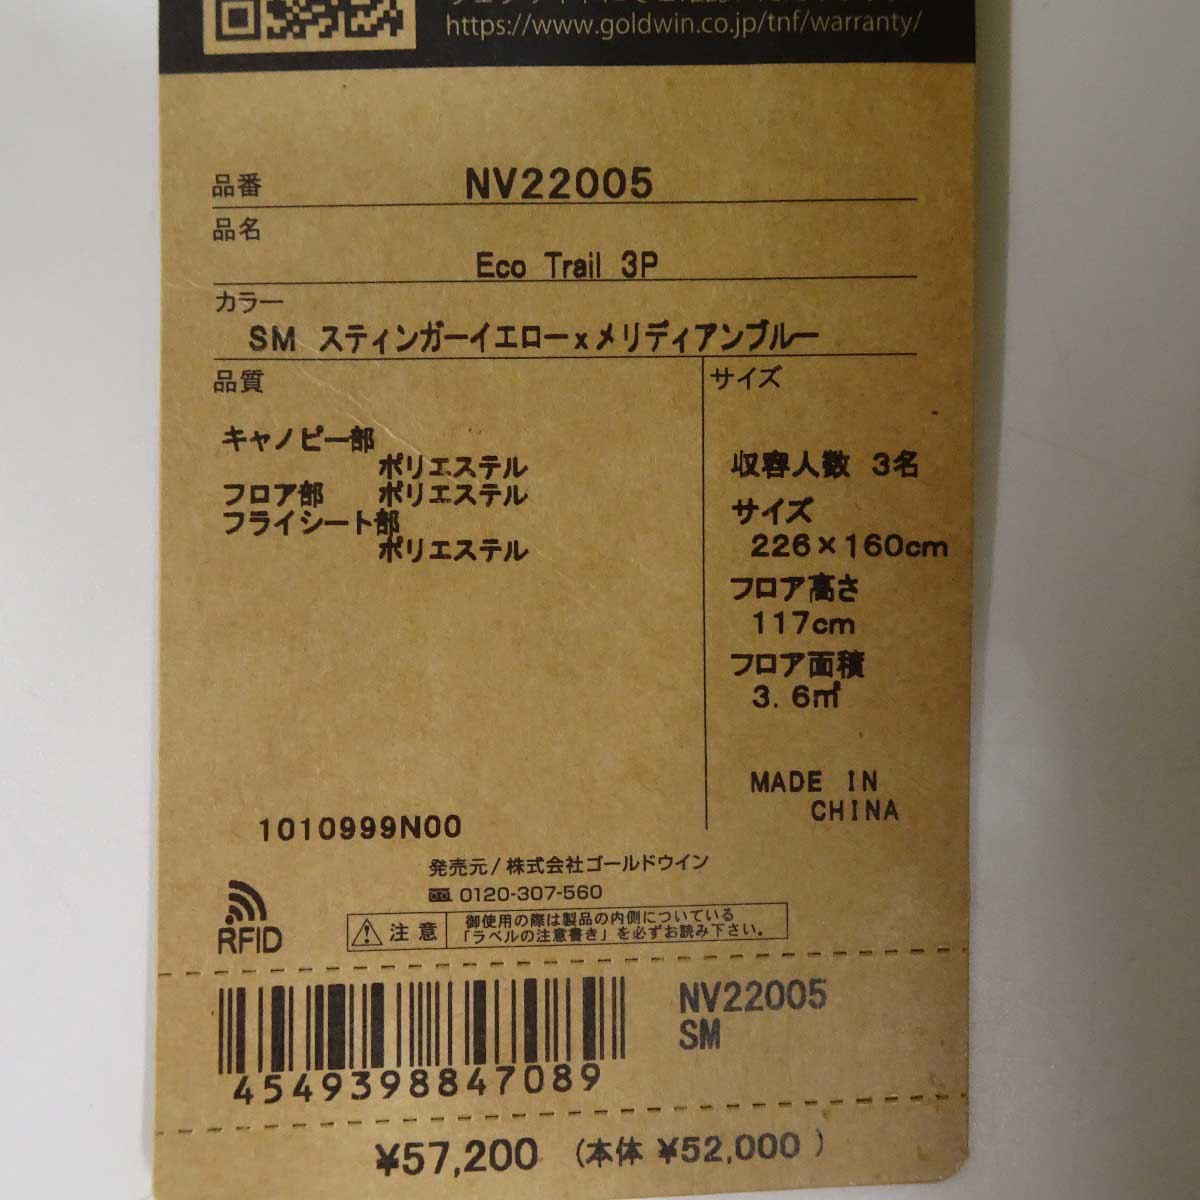 https://www.goldwin.co.jp/tnf/warranty/
品番 NV22005
品名
Eco Trail 3P
カラー
SM スティンガーイエローxメリディアンブルー
品質
キャノピー部
ポリエステル
フロア部 ポリエステル
フライシート部
ポリエステル
サイズ
収容人数 3名
サイズ
226×160cm
フロア高さ
117cm
フロア面積
3.6㎡
MADE IN
CHINA
1010999N00
発売元/株式会社ゴールドウイン
0120-307-560
RFID
注意 御使用の際は製品の内側についている
「ラベルの注意書き」を必ずお読み下さい。
4549398847089
NV22005
SM
¥57,200 (本体 ¥52,000 )